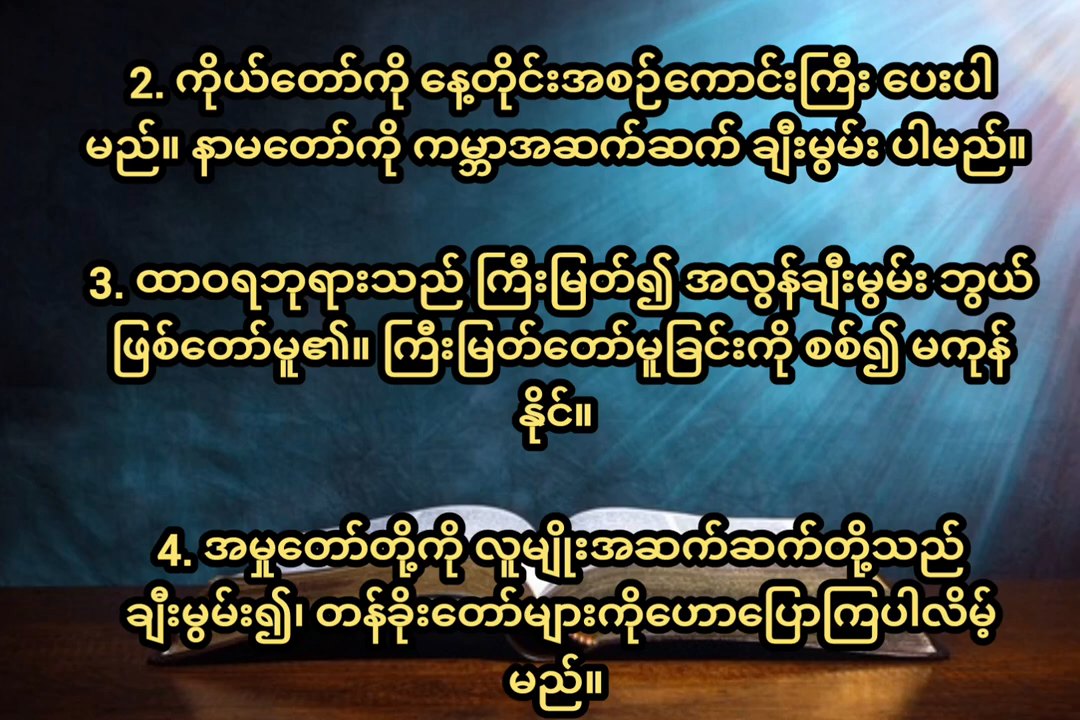 2. ကိုယ်တော်ကို နေ့တိုင်းအစဉ်ကောင်းကြီး ပေးပါ
မည်။ နာမတော်ကို ကမ္ဘာအဆက်ဆက် ချီးမွမ်း ပါမည်။
3. ထာဝရဘုရားသည် ကြီးမြတ်၍ အလွန်ချီးမွမ်း ဘွယ်
ဖြစ်တော်မူ၏။ ကြီးမြတ်တော်မူခြင်းကို စစ်၍ မကုန်
နိုင်။
4. အမှုတော်တို့ကို လူမျိုးအဆက်ဆက်တို့သည်
ချီးမွမ်း၍၊ တန်ခိုးတော်များကိုဟောပြောကြပါလိမ့်
မည်။